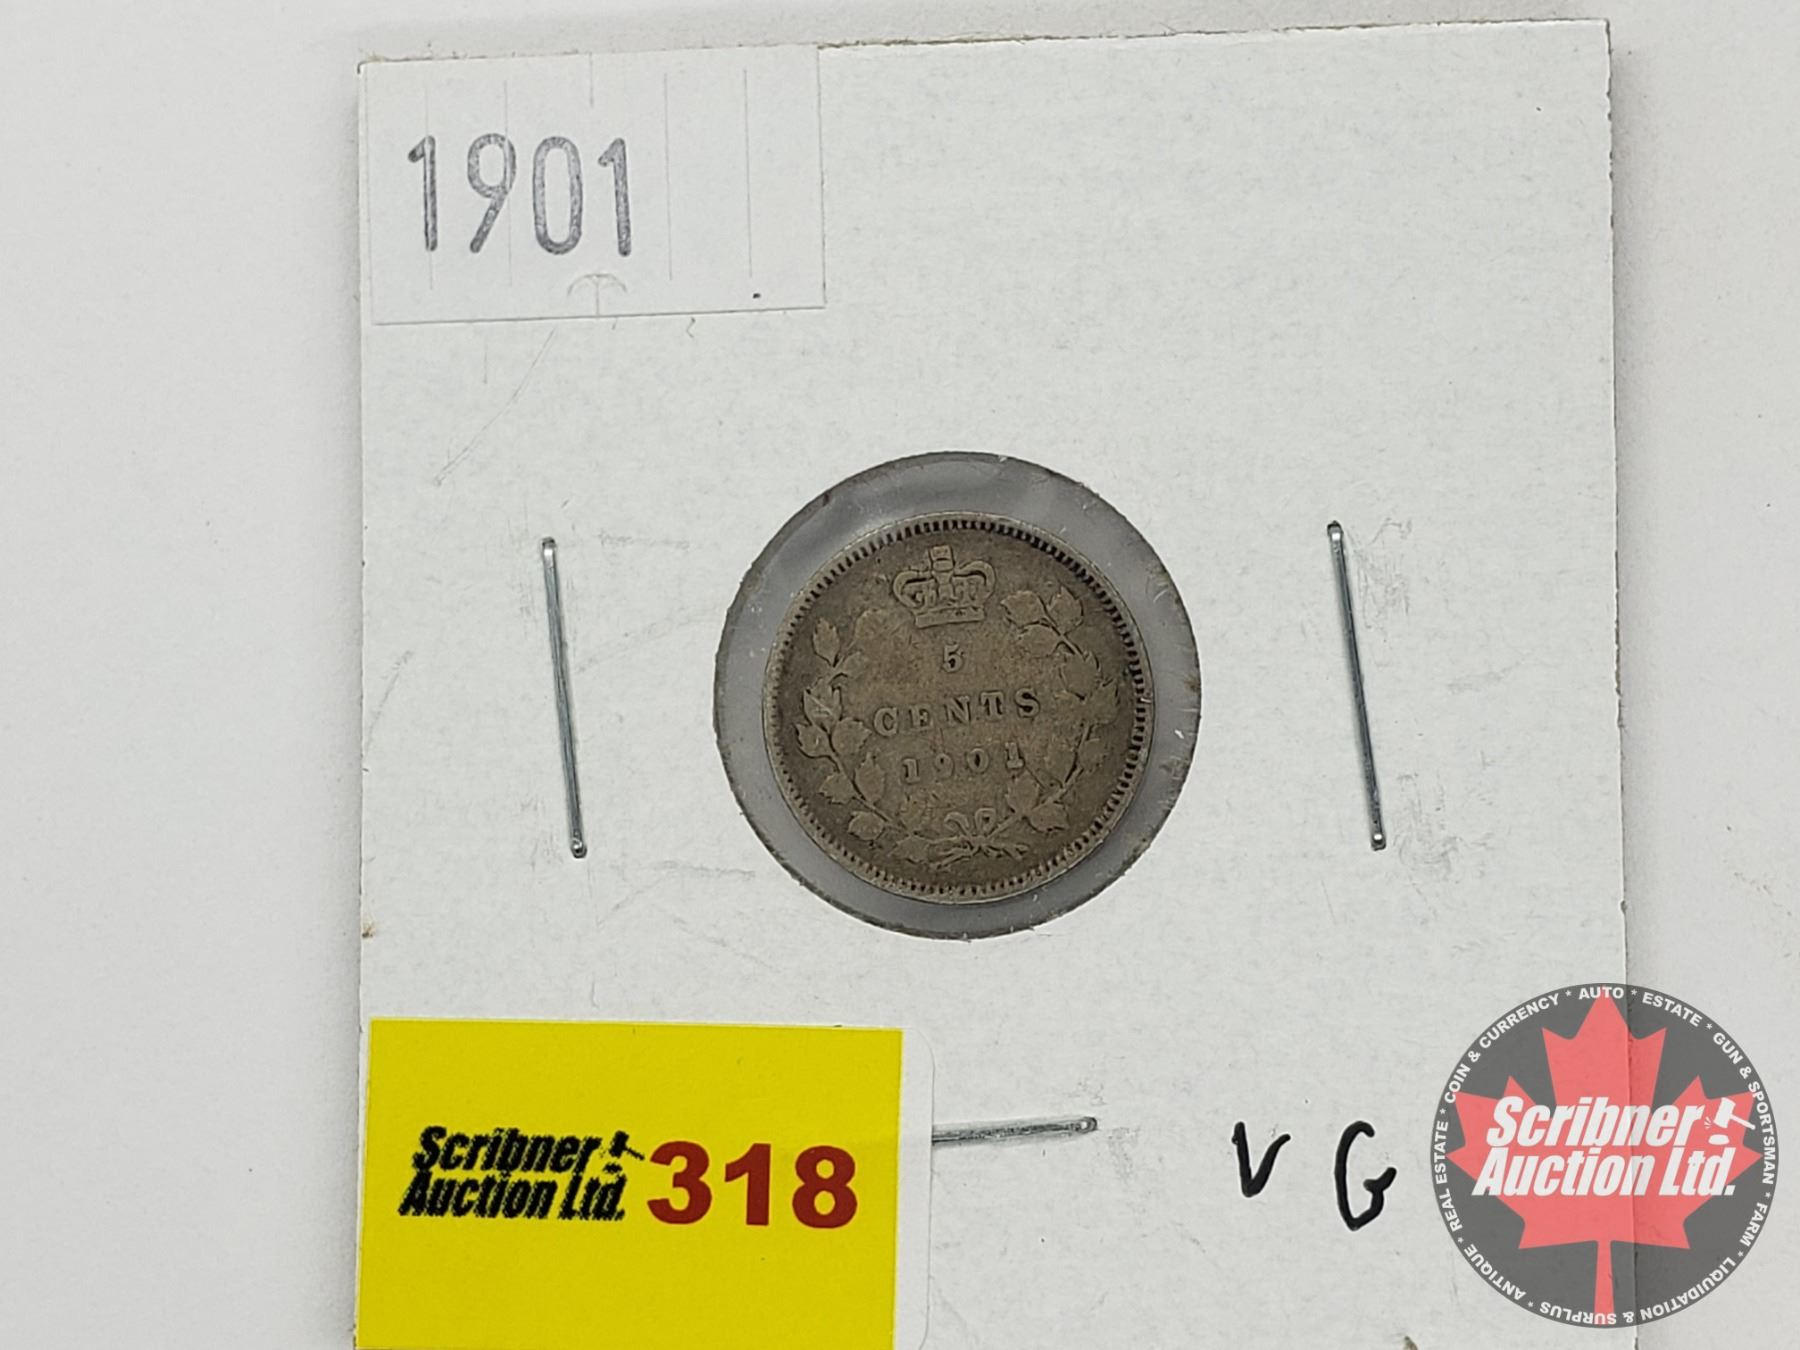 1901
5
CENTS
1901
Scribner
Auction Ltd.
318
V G
COIN & CURRENCY * AUTO * ESTATE * GUN & SPORTSMAN * FARM * LIQUIDATION & SURPLUS * ANTIQUE * REAL ESTATE *
Scribner
Auction Ltd.